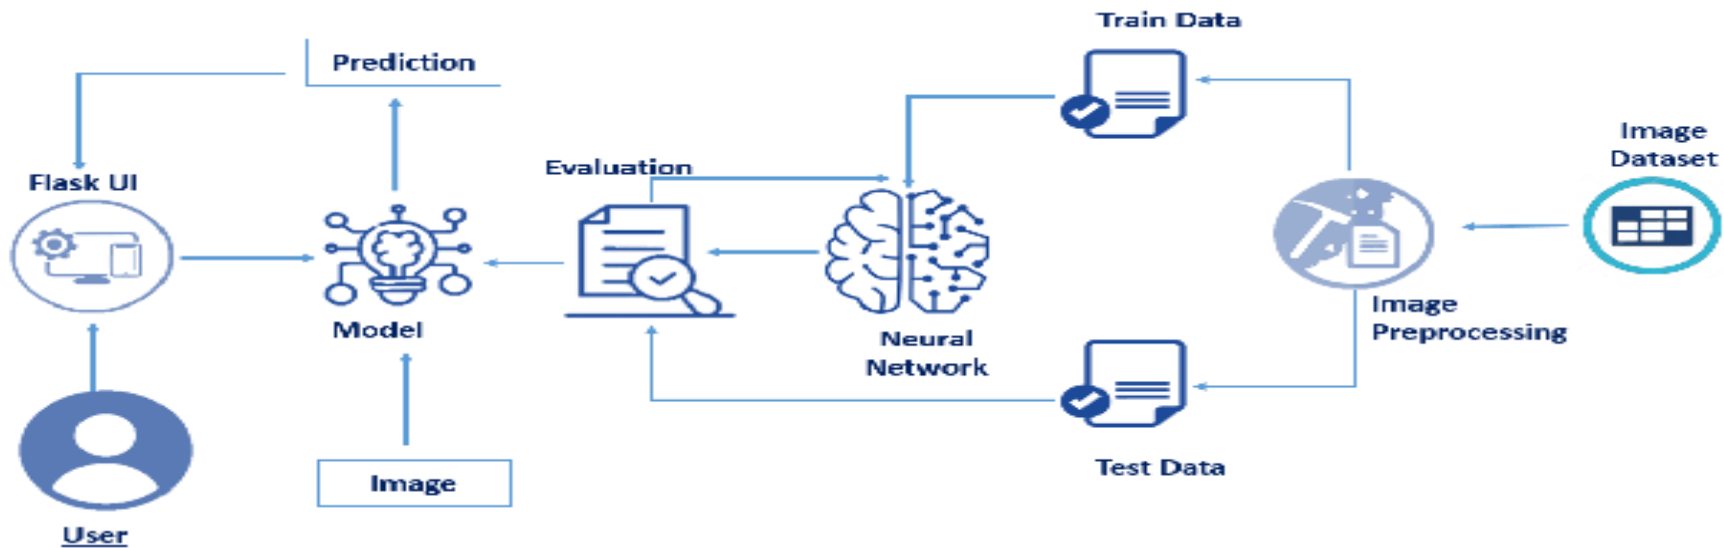 Train Data
Prediction
Image
Dataset
Evaluation
Flask UI
Image
Preprocessing
Model
Neural
Network
Test Data
Image
User